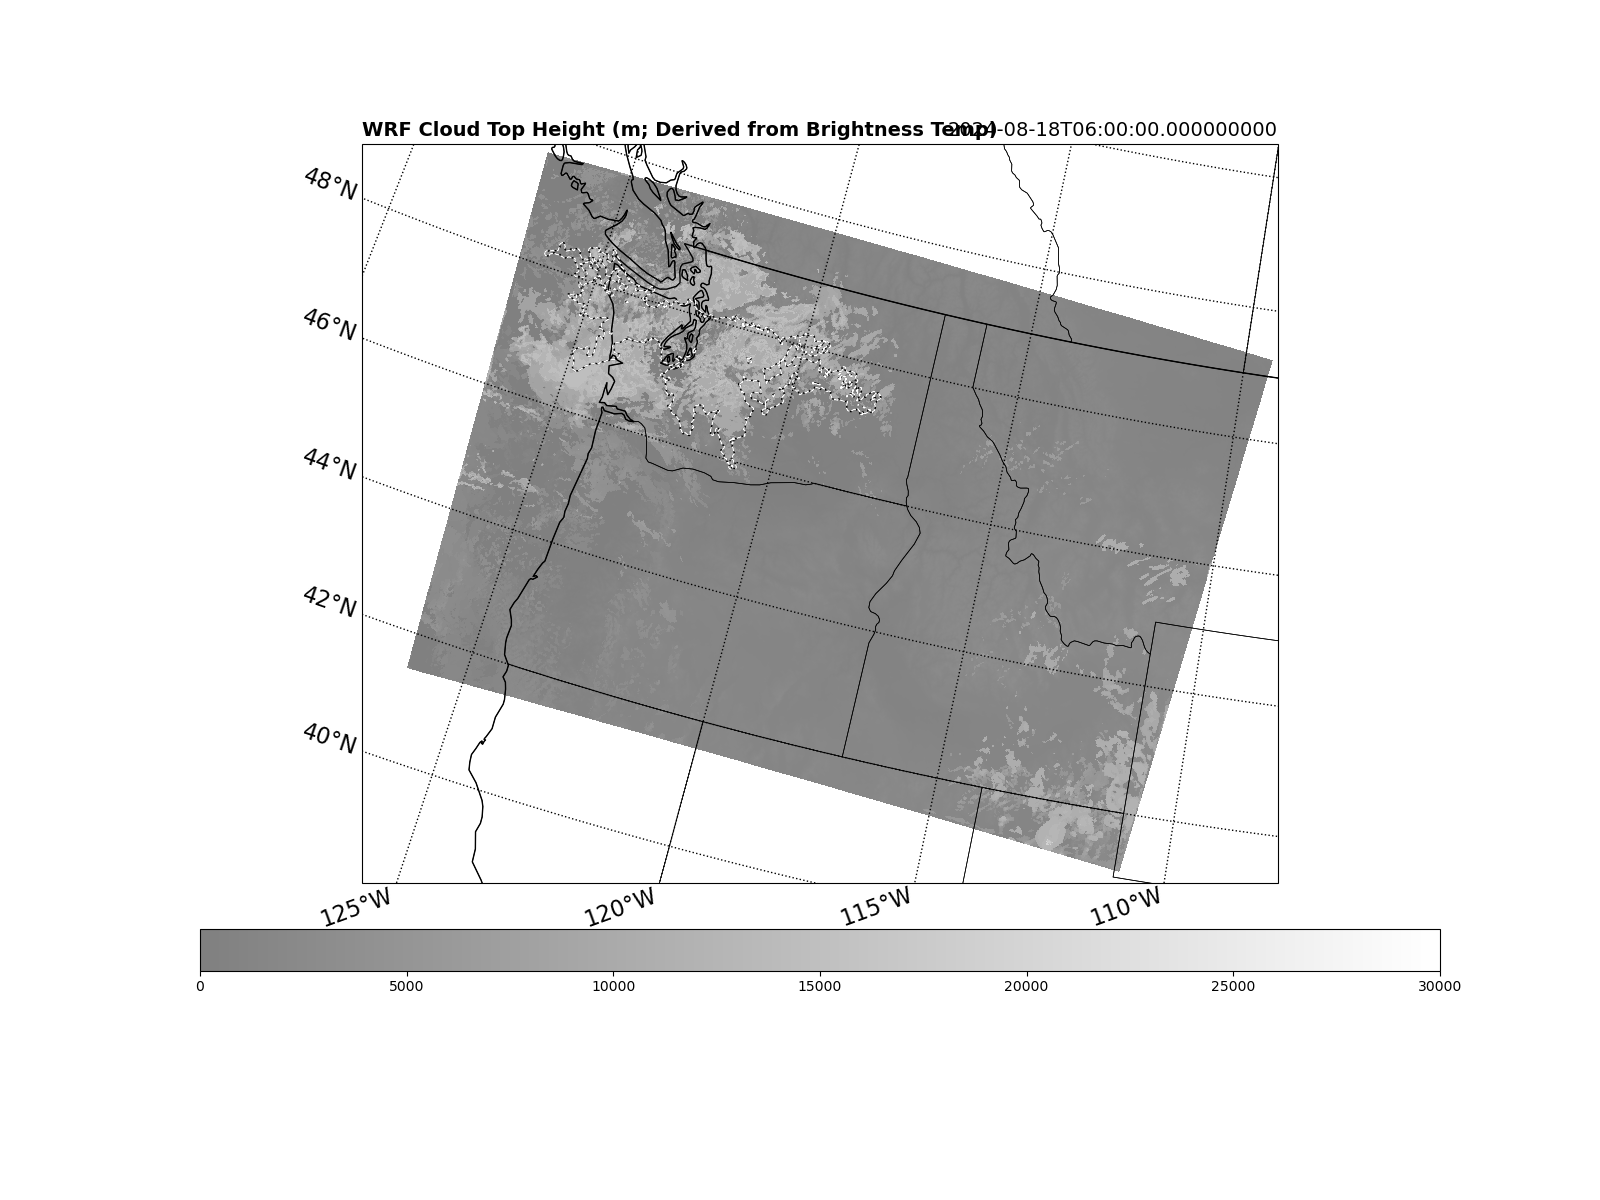 WRF Cloud Top Height (m; Derived from Brightness Temp)
2024-08-18T06:00:00.000000000
48°N
46°N
44°N
42°N
40°N
125°W 120°W 115°W 110°W
0 5000 10000 15000 20000 25000 30000